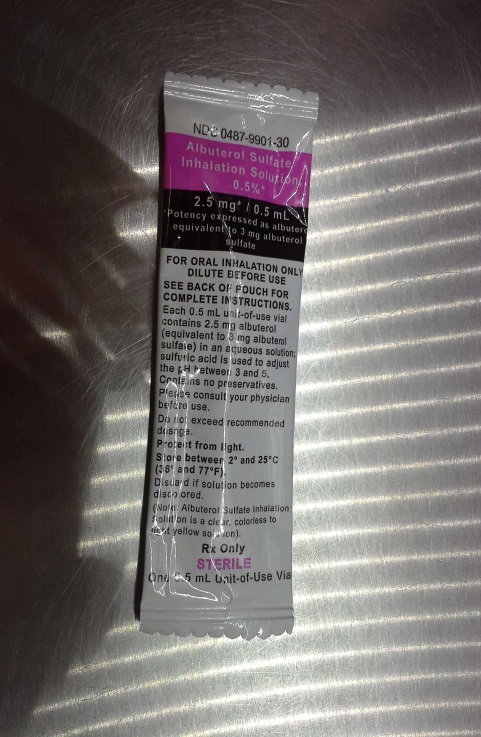 NDC 0487-9901-30
Albuterol Sulfate
Inhalation Solution
0.5%*
2.5 mg* / 0.5 mL
*Potency expressed as albuterol
equivalent to 3 mg albuterol
sulfate
FOR ORAL INHALATION ONLY
DILUTE BEFORE USE
SEE BACK OF POUCH FOR
COMPLETE INSTRUCTIONS.
Each 0.5 mL unit-of-use vial
contains 2.5 mg albuterol
(equivalent to 3 mg albuterol
sulfate) in an aqueous solution;
sulfuric acid is used to adjust
the pH between 3 and 5.
Contains no preservatives.
Please consult your physician
before use.
Do not exceed recommended
dosage.
Protect from light.
Store between 2° and 25°C
(36° and 77°F).
Discard if solution becomes
discolored.
(Note: Albuterol Sulfate Inhalation
Solution is a clear, colorless to
light yellow solution).
Rx Only
STERILE
One 0.5 mL Unit-of-Use Vial